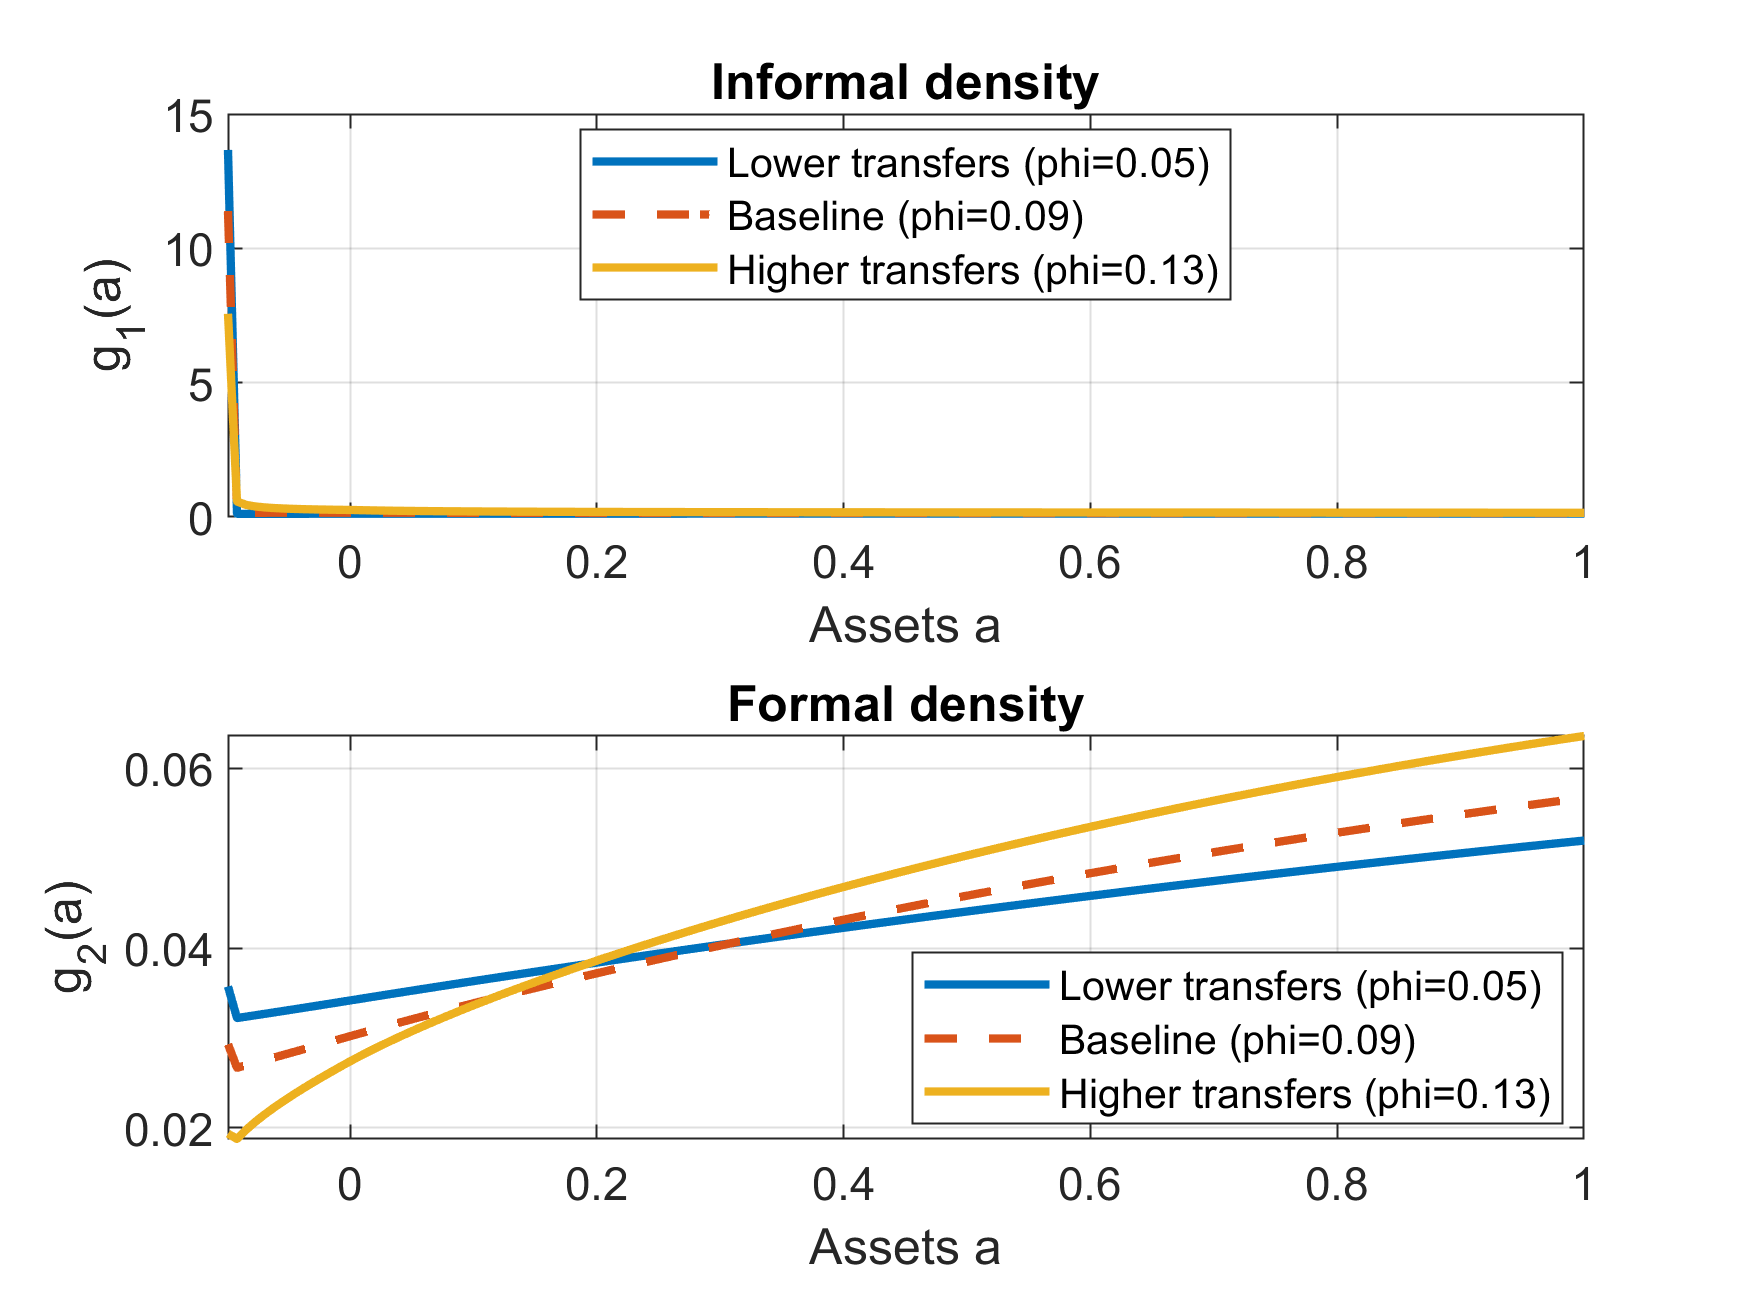 Informal density
15
10
5
0
g1(a)
Lower transfers (phi=0.05)
Baseline (phi=0.09)
Higher transfers (phi=0.13)
0 0.2 0.4 0.6 0.8 1
Assets a
Formal density
0.06
0.04
0.02
g2(a)
Lower transfers (phi=0.05)
Baseline (phi=0.09)
Higher transfers (phi=0.13)
0 0.2 0.4 0.6 0.8 1
Assets a